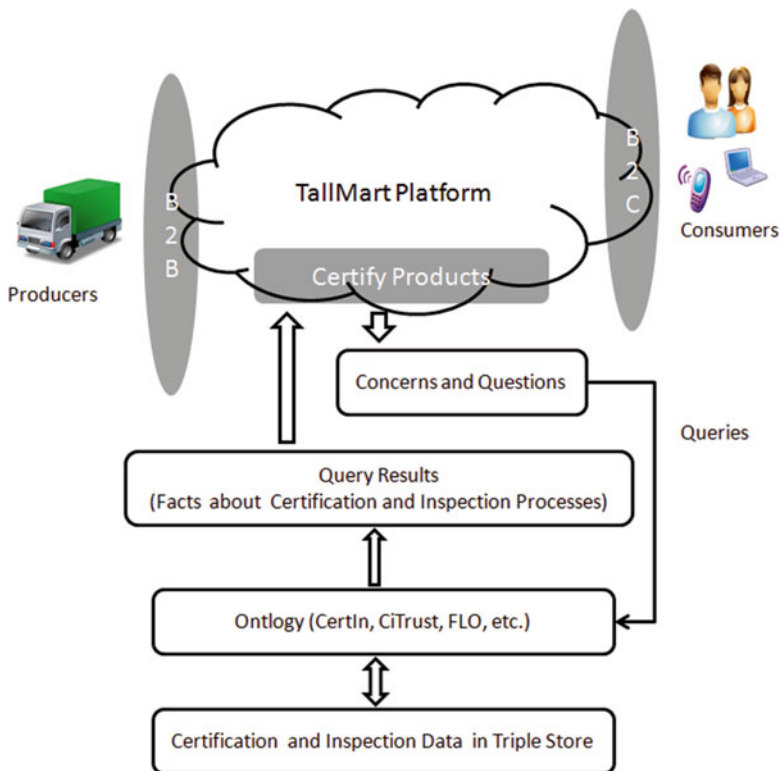 TallMart Platform
B
2
B
B
2
C
Producers
Consumers
Certify Products
Concerns and Questions
Queries
Query Results
(Facts about Certification and Inspection Processes)
Ontlogy (CertIn, CiTrust, FLO, etc.)
Certification and Inspection Data in Triple Store